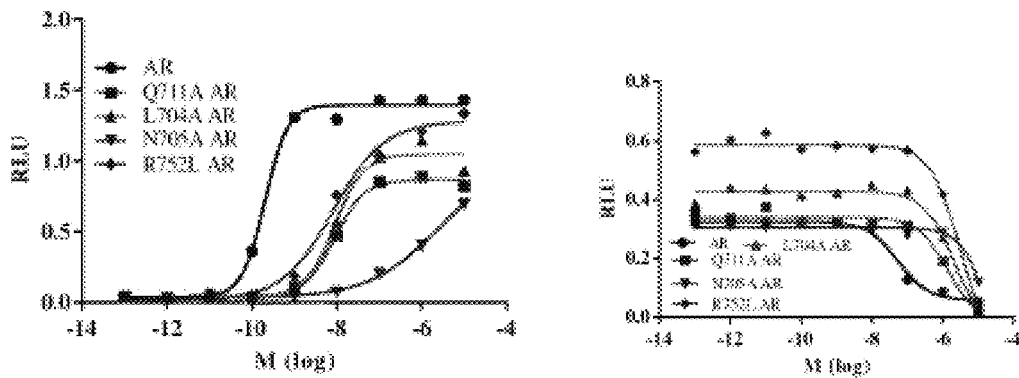 2.0
1.5
1.0
0.5
0.0
RLU
AR
Q711A AR
L704A AR
N705A AR
R752L AR
-14 -12 -10 -8 -6 -4
M (log)
0.8
0.6
0.4
0.2
0.0
RLU
AR L704A AR
Q711A AR
N705A AR
R752L AR
-14 -12 -10 -8 -6 -4
M (log)